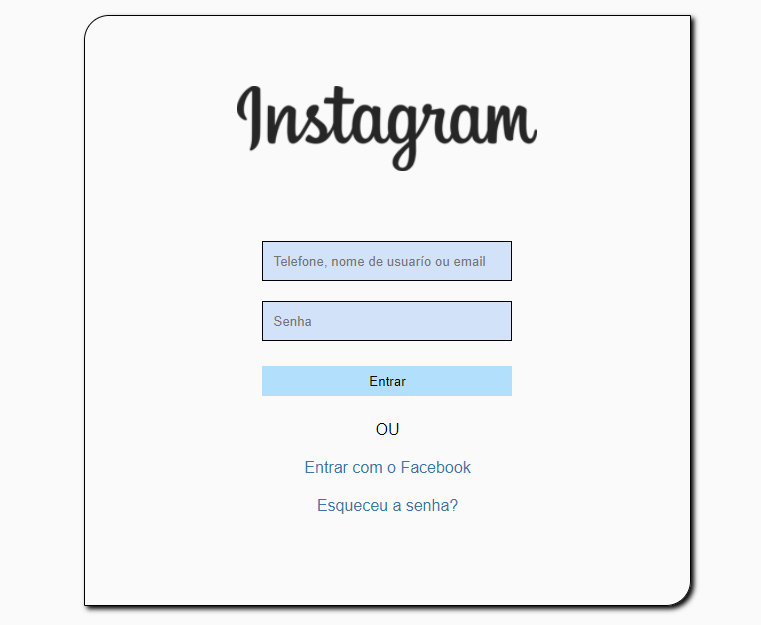 Instagram
Telefone, nome de usuarío ou email
Senha
Entrar
OU
Entrar com o Facebook
Esqueceu a senha?